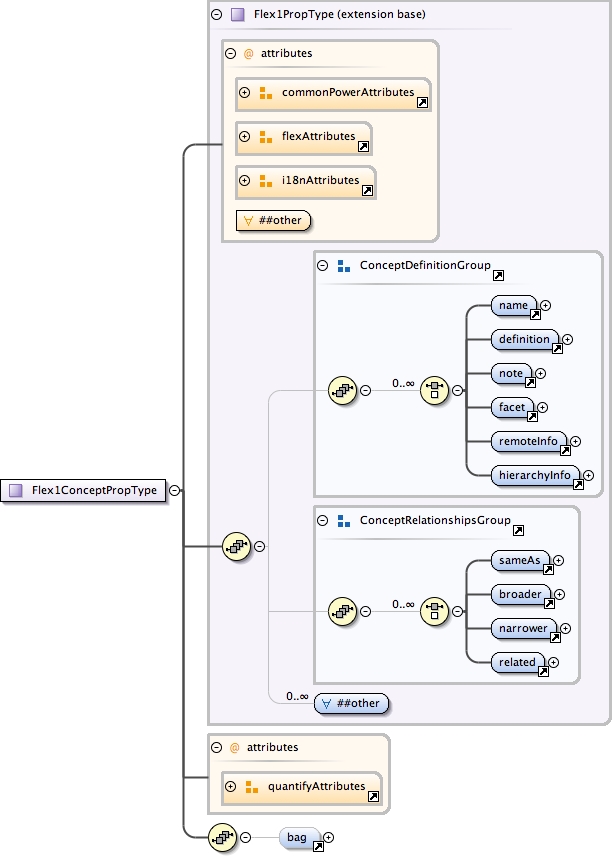 Flex1PropType (extension base)
@ attributes
commonPowerAttributes
flexAttributes
i18nAttributes
##other
ConceptDefinitionGroup
name
definition
0..∞
note
facet
remoteInfo
hierarchyInfo
Flex1ConceptPropType
ConceptRelationshipsGroup
sameAs
broader
0..∞
narrower
related
0..∞
##other
@ attributes
quantifyAttributes
bag